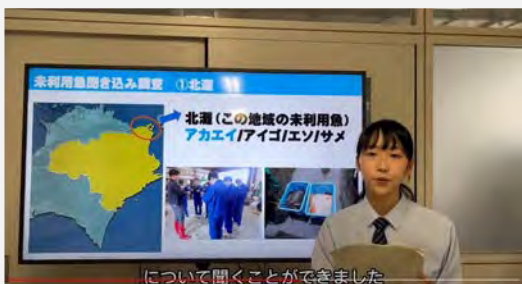 未利用魚聞き込み調査　①北灘
北灘（この地域の未利用魚）
アカエイ/アイゴ/エソ/サメ
について聞くことができました